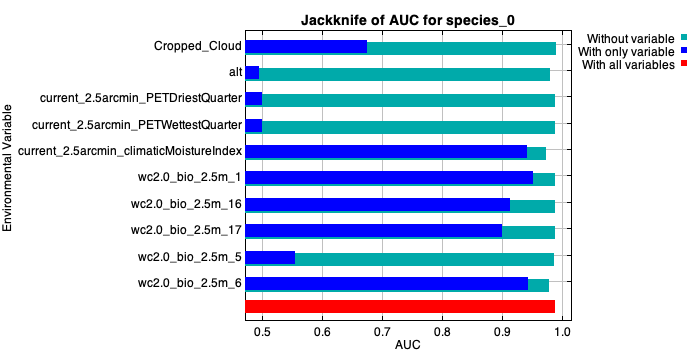 Jackknife of AUC for species_0
Without variable
With only variable
With all variables
Environmental Variable
Cropped_Cloud
alt
current_2.5arcmin_PETDriestQuarter
current_2.5arcmin_PETWettestQuarter
current_2.5arcmin_climaticMoistureIndex
wc2.0_bio_2.5m_1
wc2.0_bio_2.5m_16
wc2.0_bio_2.5m_17
wc2.0_bio_2.5m_5
wc2.0_bio_2.5m_6
0.5 0.6 0.7 0.8 0.9 1.0
AUC